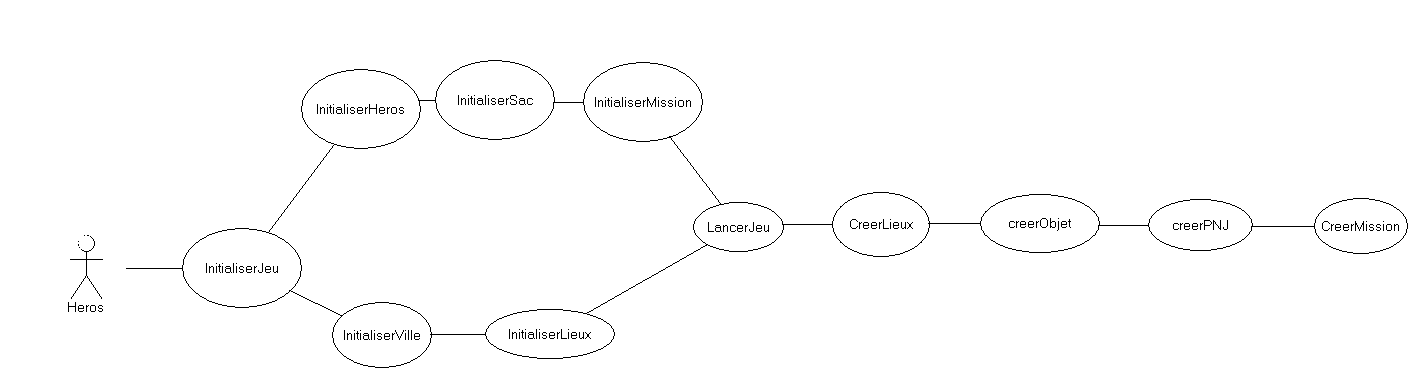 InitialiserHeros
InitialiserSac
InitialiserMission
LancerJeu
CreerLieux
creerObjet
creerPNJ
CreerMission
InitialiserJeu
Heros
InitialiserVille
InitialiserLieux